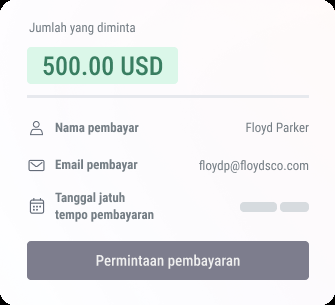 Jumlah yang diminta
500.00 USD
Nama pembayar
Floyd Parker
Email pembayar
floydp@floydsco.com
Tanggal jatuh
tempo pembayaran
Permintaan pembayaran